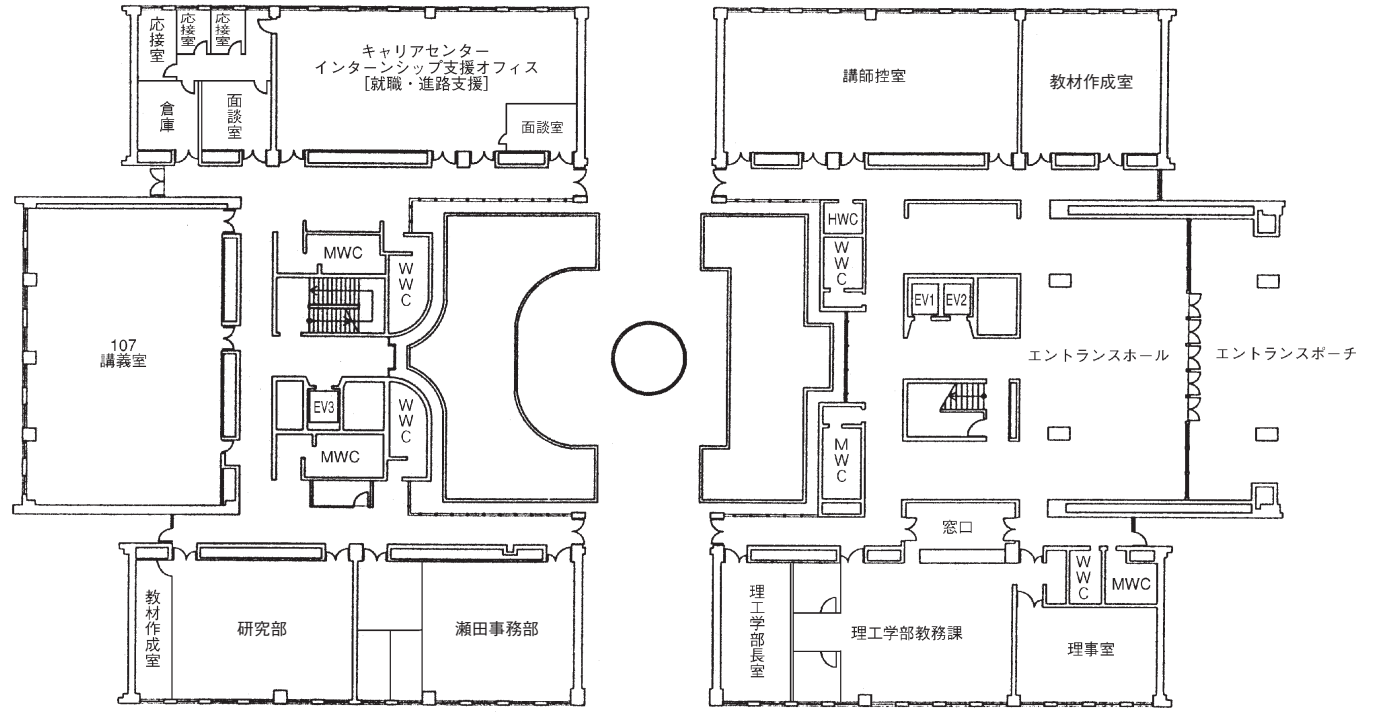 応接室
応接室
応接室
キャリアセンター
インターンシップ支援オフィス
[就職・進路支援]
倉庫
面談室
面談室
講師控室
教材作成室
MWC
WWC
HWC
WWC
EV1
EV2
107
講義室
エントランスホール
エントランスポーチ
EV3
WWC
MWC
MWC
窓口
教材作成室
研究部
瀬田事務部
理工学部長室
理工学部教務課
WWC
MWC
理事室